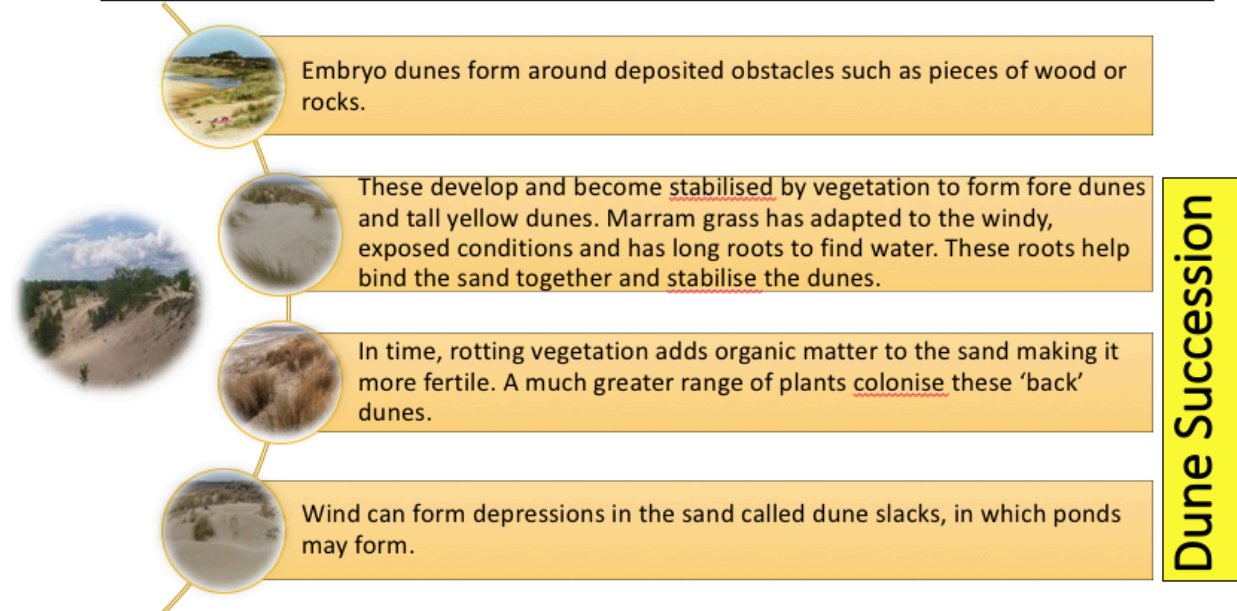 Embryo dunes form around deposited obstacles such as pieces of wood or
rocks.
These develop and become stabilised by vegetation to form fore dunes
and tall yellow dunes. Marram grass has adapted to the windy,
exposed conditions and has long roots to find water. These roots help
bind the sand together and stabilise the dunes.
In time, rotting vegetation adds organic matter to the sand making it
more fertile. A much greater range of plants colonise these ‘back’
dunes.
Wind can form depressions in the sand called dune slacks, in which ponds
may form.
Dune Succession